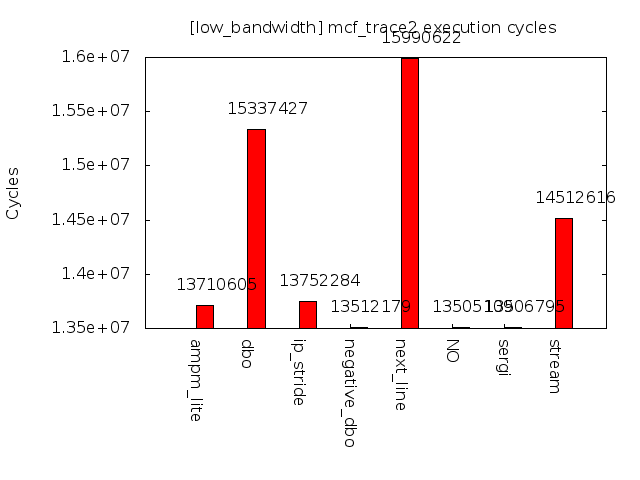 [low_bandwidth] mcf_trace2 execution cycles
15990622
1.6e+07
15337427
1.55e+07
1.5e+07
14512616
1.45e+07
13710605
13752284
1.4e+07
13512179
13506795
1.35e+07
Cycles
ampm_lite
dbo
ip_stride
negative_dbo
next_line
NO
sergi
stream